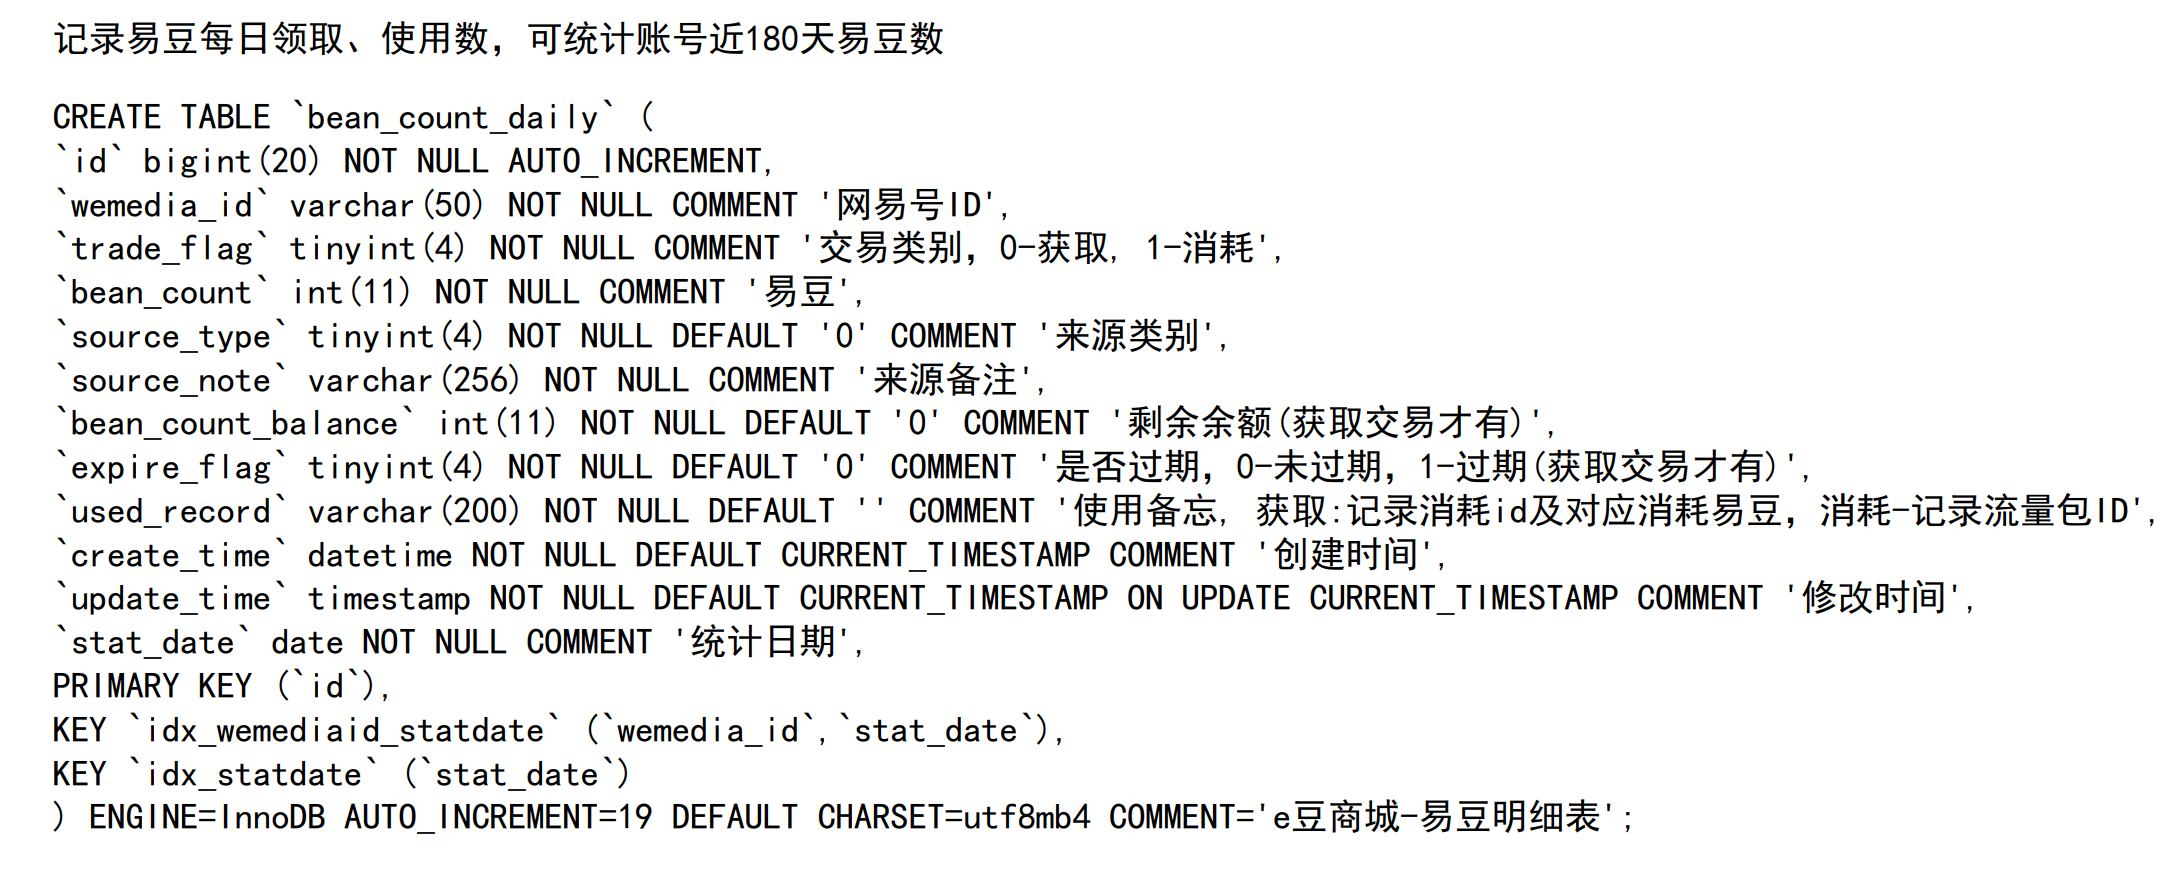 记录易豆每日领取、使用数，可统计账号近180天易豆数
CREATE TABLE `bean_count_daily` (
`id` bigint(20) NOT NULL AUTO_INCREMENT,
`wemedia_id` varchar(50) NOT NULL COMMENT '网易号ID',
`trade_flag` tinyint(4) NOT NULL COMMENT '交易类别，0-获取, 1-消耗',
`bean_count` int(11) NOT NULL COMMENT '易豆',
`source_type` tinyint(4) NOT NULL DEFAULT '0' COMMENT '来源类别',
`source_note` varchar(256) NOT NULL COMMENT '来源备注',
`bean_count_balance` int(11) NOT NULL DEFAULT '0' COMMENT '剩余余额(获取交易才有)',
`expire_flag` tinyint(4) NOT NULL DEFAULT '0' COMMENT '是否过期，0-未过期，1-过期(获取交易才有)',
`used_record` varchar(200) NOT NULL DEFAULT '' COMMENT '使用备忘, 获取:记录消耗id及对应消耗易豆，消耗-记录流量包ID',
`create_time` datetime NOT NULL DEFAULT CURRENT_TIMESTAMP COMMENT '创建时间',
`update_time` timestamp NOT NULL DEFAULT CURRENT_TIMESTAMP ON UPDATE CURRENT_TIMESTAMP COMMENT '修改时间',
`stat_date` date NOT NULL COMMENT '统计日期',
PRIMARY KEY (`id`),
KEY `idx_wemediaid_statdate` (`wemedia_id`,`stat_date`),
KEY `idx_statdate` (`stat_date`)
) ENGINE=InnoDB AUTO_INCREMENT=19 DEFAULT CHARSET=utf8mb4 COMMENT='e豆商城-易豆明细表';